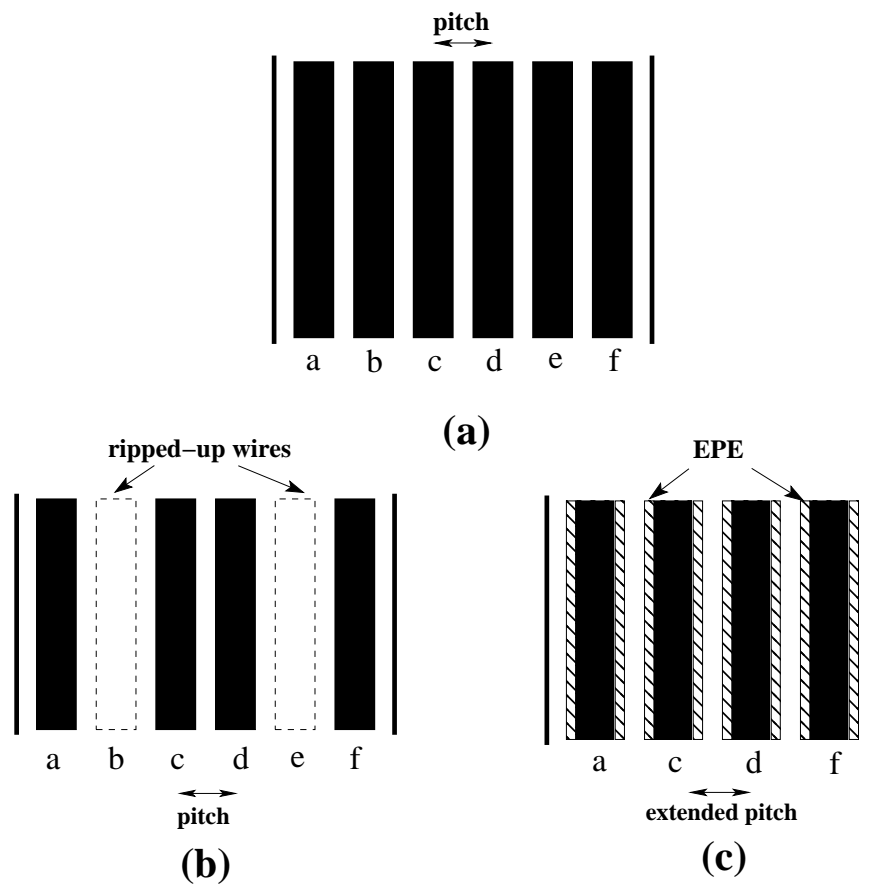 pitch
a b c d e f
(a)
ripped−up wires
a b c d e f
pitch
(b)
EPE
a c d f
extended pitch
(c)